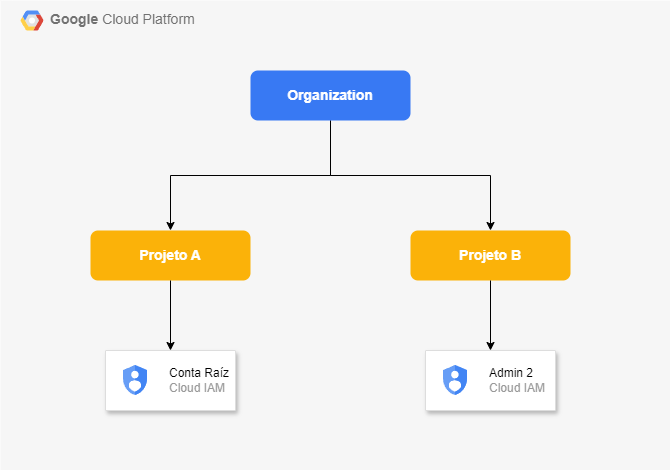 Google Cloud Platform
Organization
Projeto A
Projeto B
Conta Raíz
Cloud IAM
Admin 2
Cloud IAM